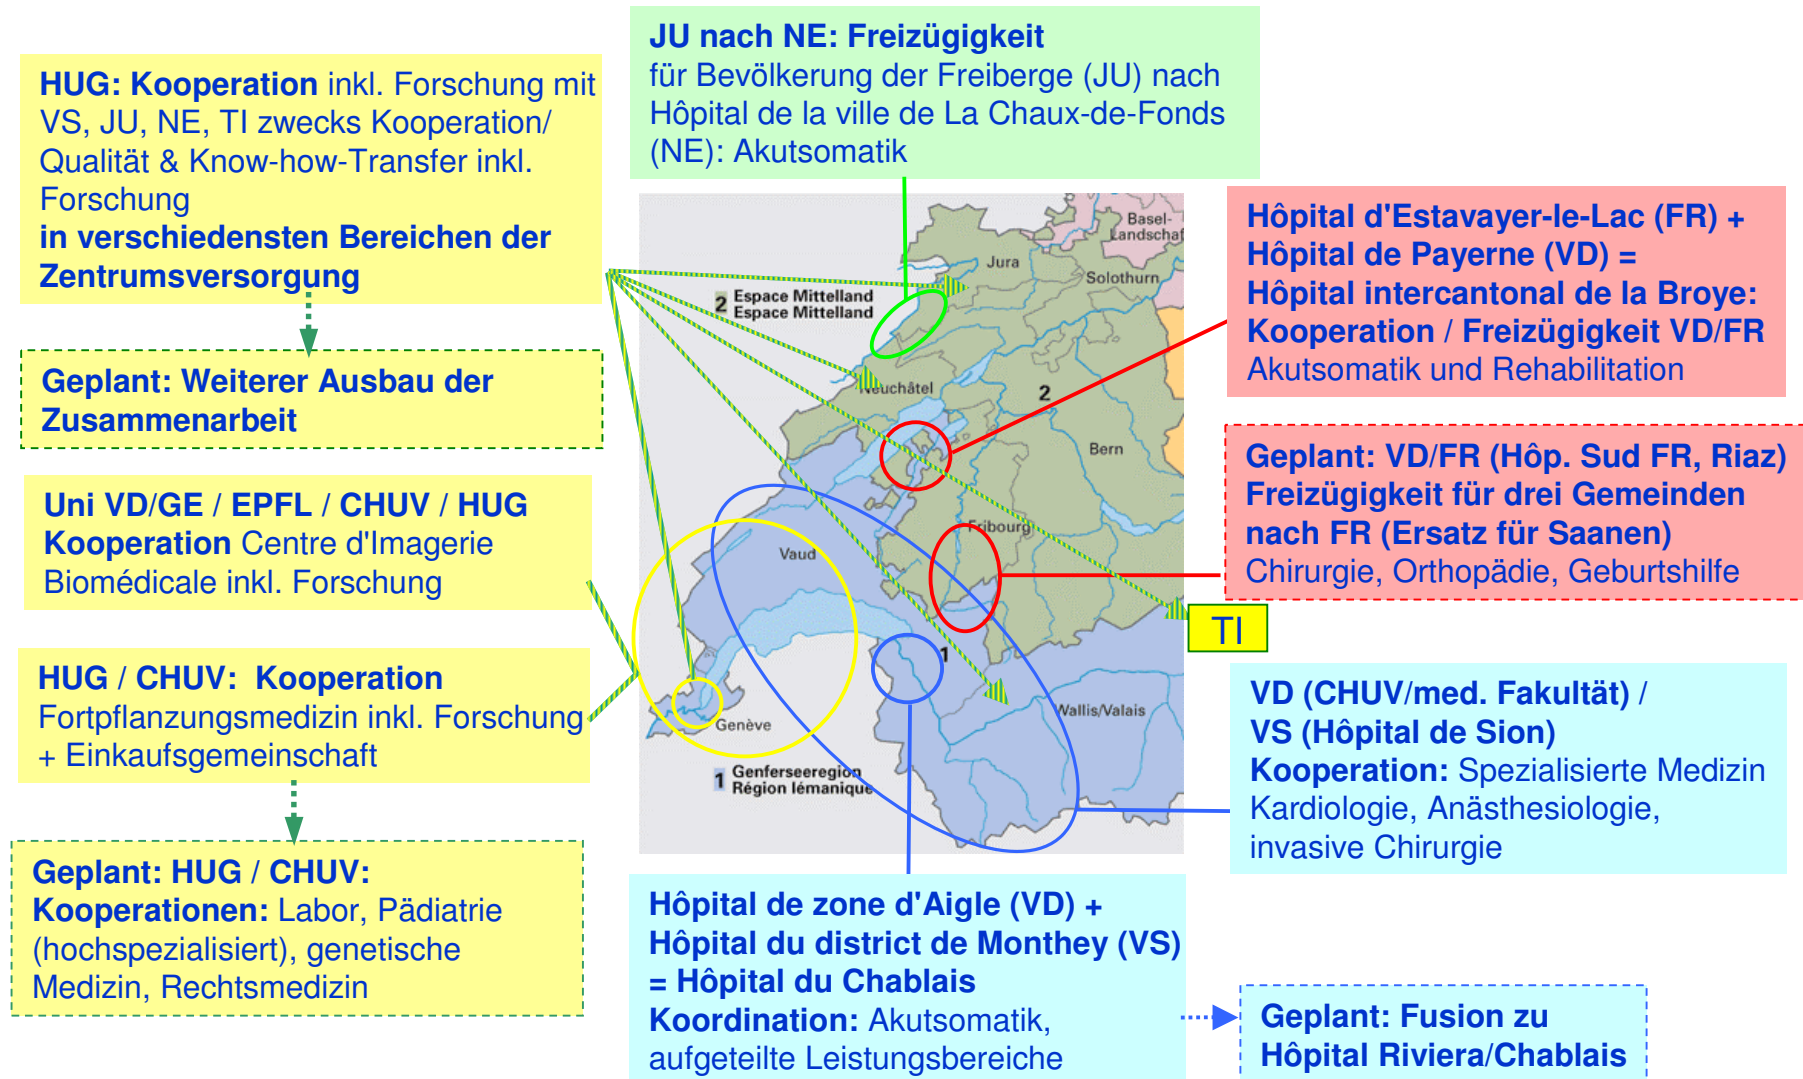 JU nach NE: Freizügigkeit
für Bevölkerung der Freiberge (JU) nach
Hôpital de la ville de La Chaux-de-Fonds
(NE): Akutsomatik
HUG: Kooperation inkl. Forschung mit
VS, JU, NE, TI zwecks Kooperation/
Qualität & Know-how-Transfer inkl.
Forschung
in verschiedensten Bereichen der
Zentrumsversorgung
Geplant: Weiterer Ausbau der
Zusammenarbeit
Uni VD/GE / EPFL / CHUV / HUG
Kooperation Centre d'Imagerie
Biomédicale inkl. Forschung
HUG / CHUV: Kooperation
Fortpflanzungsmedizin inkl. Forschung
+ Einkaufsgemeinschaft
Geplant: HUG / CHUV:
Kooperationen: Labor, Pädiatrie
(hochspezialisiert), genetische
Medizin, Rechtsmedizin
Basel-
Landschaf
Jura
Solothurn
2 Espace Mittelland
Espace Mittelland
Neuchâtel
2
Bern
Fribourg
Vaud
1
Wallis/Valais
Genève
1 Genferseeregion
Région lémanique
Hôpital d'Estavayer-le-Lac (FR) +
Hôpital de Payerne (VD) =
Hôpital intercantonal de la Broye:
Kooperation / Freizügigkeit VD/FR
Akutsomatik und Rehabilitation
Geplant: VD/FR (Hôp. Sud FR, Riaz)
Freizügigkeit für drei Gemeinden
nach FR (Ersatz für Saanen)
Chirurgie, Orthopädie, Geburtshilfe
TI
VD (CHUV/med. Fakultät) /
VS (Hôpital de Sion)
Kooperation: Spezialisierte Medizin
Kardiologie, Anästhesiologie,
invasive Chirurgie
Hôpital de zone d'Aigle (VD) +
Hôpital du district de Monthey (VS)
= Hôpital du Chablais
Koordination: Akutsomatik,
aufgeteilte Leistungsbereiche
Geplant: Fusion zu
Hôpital Riviera/Chablais